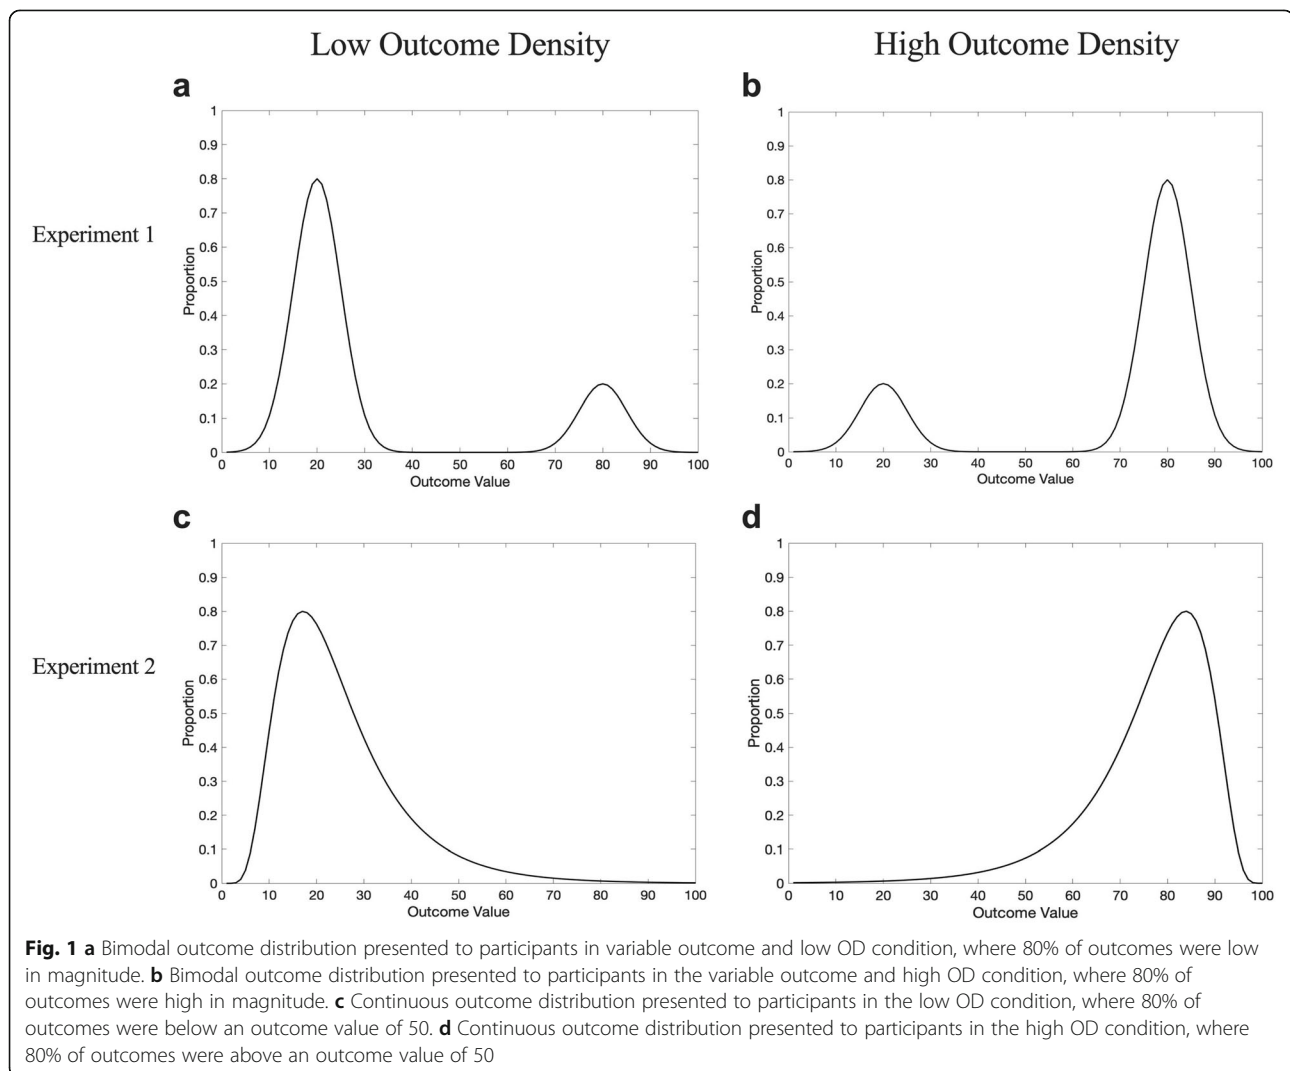 Low Outcome Density
High Outcome Density
a
b
Experiment 1
1
0.9
0.8
0.7
0.6
0.5
0.4
0.3
0.2
0.1
0
Proportion
0 10 20 30 40 50 60 70 80 90 100
Outcome Value
1
0.9
0.8
0.7
0.6
0.5
0.4
0.3
0.2
0.1
0
Proportion
0 10 20 30 40 50 60 70 80 90 100
Outcome Value
c
d
Experiment 2
1
0.9
0.8
0.7
0.6
0.5
0.4
0.3
0.2
0.1
0
Proportion
0 10 20 30 40 50 60 70 80 90 100
Outcome Value
1
0.9
0.8
0.7
0.6
0.5
0.4
0.3
0.2
0.1
0
Proportion
0 10 20 30 40 50 60 70 80 90 100
Outcome Value
Fig. 1 a Bimodal outcome distribution presented to participants in variable outcome and low OD condition, where 80% of outcomes were low
in magnitude. b Bimodal outcome distribution presented to participants in the variable outcome and high OD condition, where 80% of
outcomes were high in magnitude. c Continuous outcome distribution presented to participants in the low OD condition, where 80% of
outcomes were below an outcome value of 50. d Continuous outcome distribution presented to participants in the high OD condition, where
80% of outcomes were above an outcome value of 50